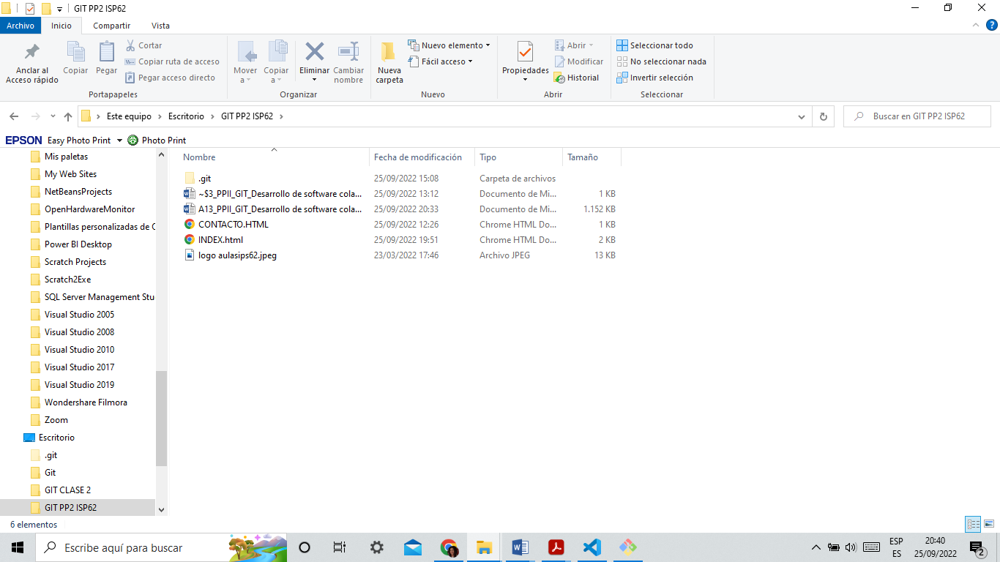 GIT PP2 ISP62
Archivo Inicio Compartir Vista
Anclar al Acceso rápido
Copiar
Pegar
Cortar
Copiar ruta de acceso
Pegar acceso directo
Portapapeles
Mover a
Copiar a
Eliminar
Cambiar nombre
Organizar
Nueva carpeta
Nuevo elemento
Fácil acceso
Nuevo
Propiedades
Abrir
Modificar
Historial
Abrir
Seleccionar todo
No seleccionar nada
Invertir selección
Seleccionar
Este equipo > Escritorio > GIT PP2 ISP62 >
Buscar en GIT PP2 ISP62
EPSON Easy Photo Print Photo Print
Mis paletas
My Web Sites
NetBeansProjects
OpenHardwareMonitor
Plantillas personalizadas de C
Power BI Desktop
Scratch Projects
Scratch2Exe
SQL Server Management Stu
Visual Studio 2005
Visual Studio 2008
Visual Studio 2010
Visual Studio 2017
Visual Studio 2019
Wondershare Filmora
Zoom
Escritorio
.git
Git
GIT CLASE 2
GIT PP2 ISP62
Nombre Fecha de modificación Tipo Tamaño
.git 25/09/2022 15:08 Carpeta de archivos
~$3_PPII_GIT_Desarrollo de software cola... 25/09/2022 13:12 Documento de Mi... 1 KB
A13_PPII_GIT_Desarrollo de software cola... 25/09/2022 20:33 Documento de Mi... 1.152 KB
CONTACTO.HTML 25/09/2022 12:26 Chrome HTML Do... 1 KB
INDEX.html 25/09/2022 19:51 Chrome HTML Do... 2 KB
logo aulasips62.jpeg 23/03/2022 17:46 Archivo JPEG 13 KB
6 elementos
Escribe aquí para buscar
ESP
ES
20:40
25/09/2022
2